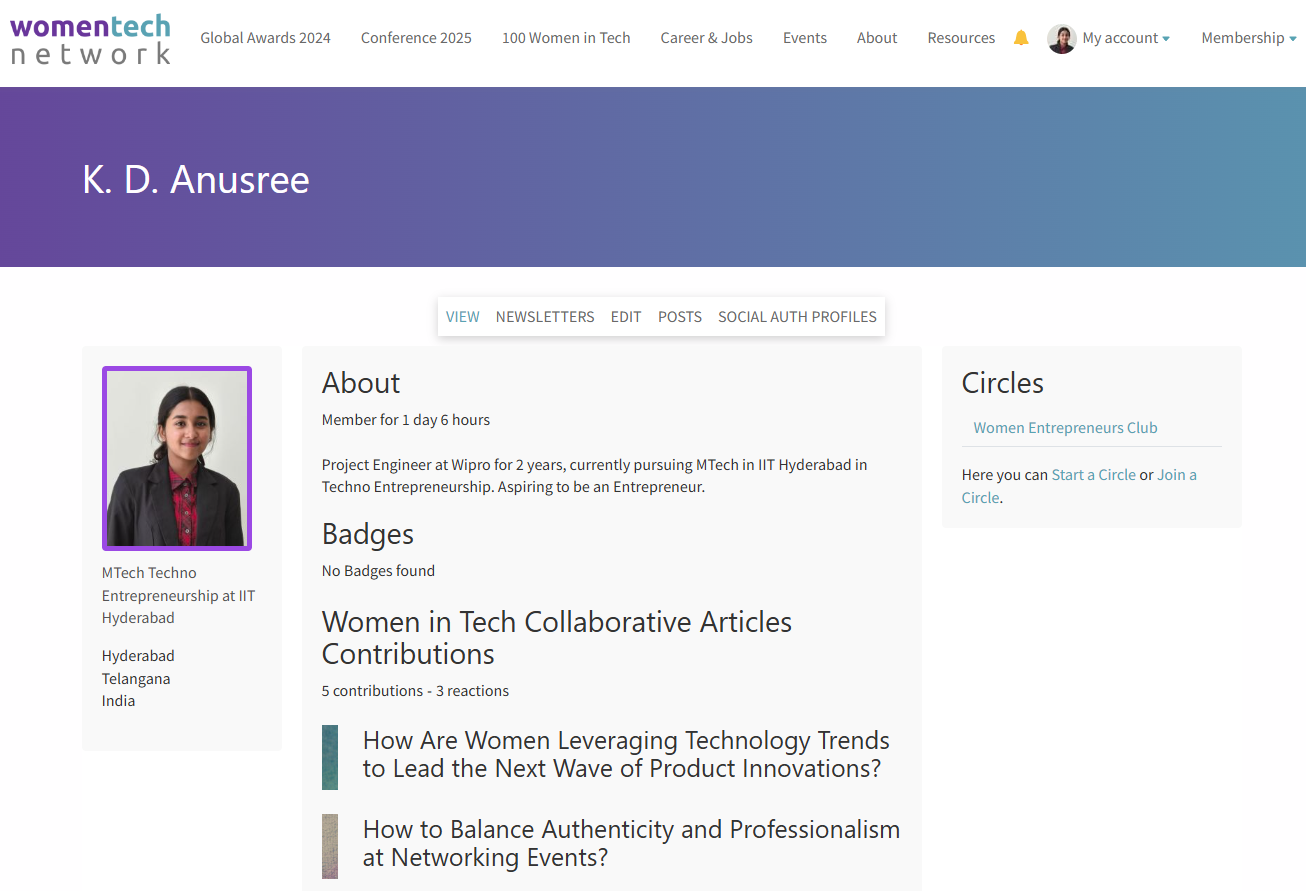 womentech
network
Global Awards 2024
Conference 2025
100 Women in Tech
Career & Jobs
Events
About
Resources
My account
Membership
K. D. Anusree
VIEW
NEWSLETTERS
EDIT
POSTS
SOCIAL AUTH PROFILES
MTech Techno
Entrepreneurship at IIT
Hyderabad
Hyderabad
Telangana
India
About
Member for 1 day 6 hours
Project Engineer at Wipro for 2 years, currently pursuing MTech in IIT Hyderabad in
Techno Entrepreneurship. Aspiring to be an Entrepreneur.
Badges
No Badges found
Women in Tech Collaborative Articles
Contributions
5 contributions - 3 reactions
How Are Women Leveraging Technology Trends
to Lead the Next Wave of Product Innovations?
How to Balance Authenticity and Professionalism
at Networking Events?
Circles
Women Entrepreneurs Club
Here you can Start a Circle or Join a
Circle.